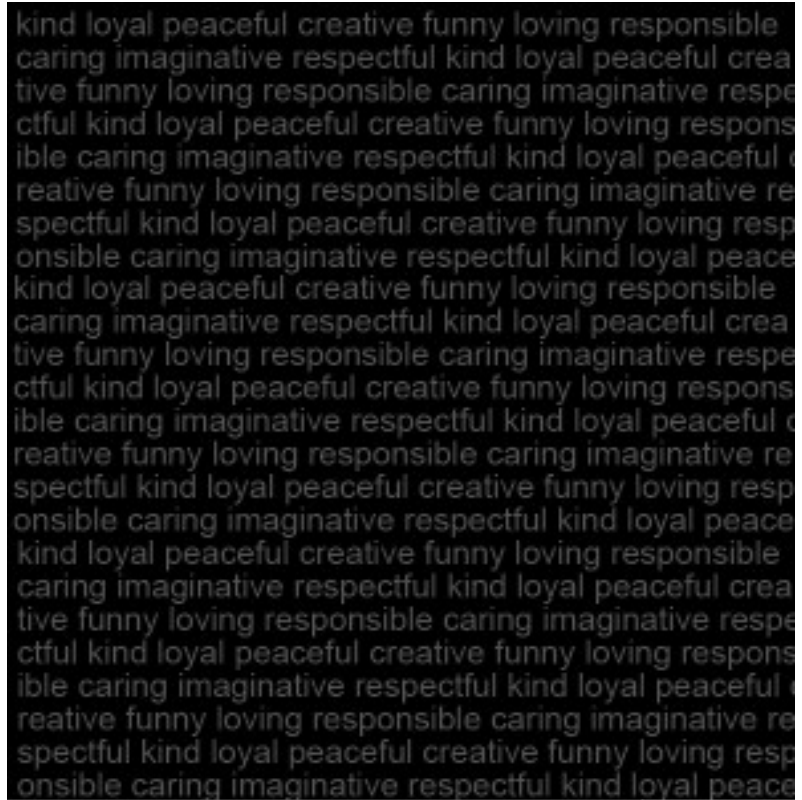 kind loyal peaceful creative funny loving responsible
caring imaginative respectful kind loyal peaceful crea
tive funny loving responsible caring imaginative respe
ctful kind loyal peaceful creative funny loving respons
ible caring imaginative respectful kind loyal peaceful c
reative funny loving responsible caring imaginative re
spectful kind loyal peaceful creative funny loving resp
onsible caring imaginative respectful kind loyal peace
kind loyal peaceful creative funny loving responsible
caring imaginative respectful kind loyal peaceful crea
tive funny loving responsible caring imaginative respe
ctful kind loyal peaceful creative funny loving respons
ible caring imaginative respectful kind loyal peaceful c
reative funny loving responsible caring imaginative re
spectful kind loyal peaceful creative funny loving resp
onsible caring imaginative respectful kind loyal peace
kind loyal peaceful creative funny loving responsible
caring imaginative respectful kind loyal peaceful crea
tive funny loving responsible caring imaginative respe
ctful kind loyal peaceful creative funny loving respons
ible caring imaginative respectful kind loyal peaceful c
reative funny loving responsible caring imaginative re
spectful kind loyal peaceful creative funny loving resp
onsible caring imaginative respectful kind loyal peace